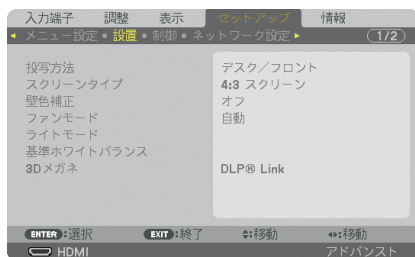 入力端子 調整 表示 セットアップ 情報
メニュー設定 設置 制御 ネットワーク設定 1/2
投写方法 デスク／フロント
スクリーンタイプ 4:3 スクリーン
壁色補正 オフ
ファンモード 自動
ライトモード
基準ホワイトバランス
3Dメガネ DLP® Link
ENTER:選択 EXIT:終了 :移動 :移動
HDMI アドバンスト